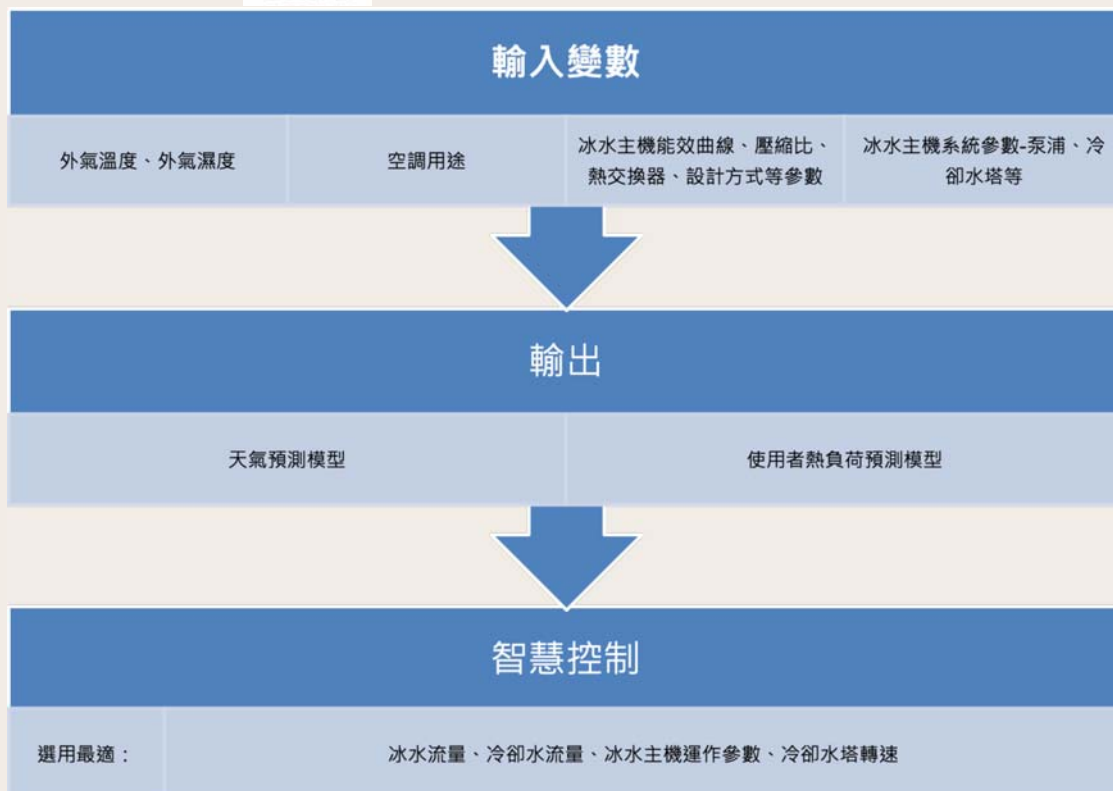 輸入變數
外氣溫度、外氣濕度
空調用途
冰水主機能效曲線、壓縮比、
熱交換器、設計方式等參數
冰水主機系統參數-泵浦、冷
卻水塔等
輸出
天氣預測模型
使用者熱負荷預測模型
智慧控制
選用最適：
冰水流量、冷卻水流量、冰水主機運作參數、冷卻水塔轉速